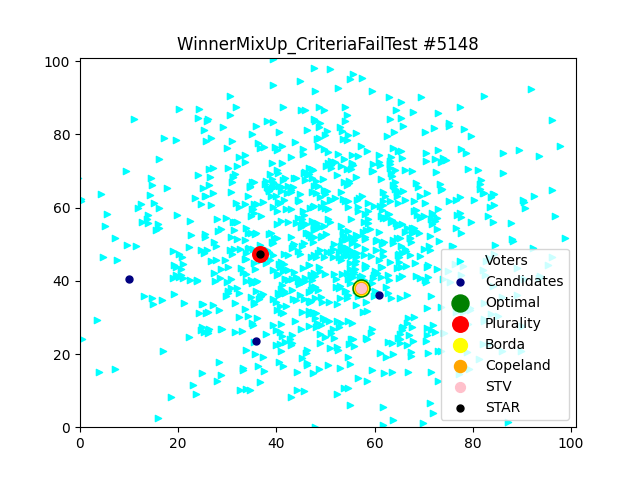 WinnerMixUp_CriteriaFailTest #5148
100
80
60
40
20
0
0 20 40 60 80 100
Voters
Candidates
Optimal
Plurality
Borda
Copeland
STV
STAR